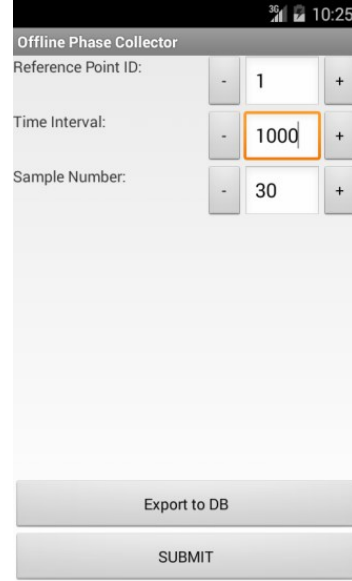 3G 10:25
Offline Phase Collector
Reference Point ID: - 1 +
Time Interval: - 1000 +
Sample Number: - 30 +
Export to DB
SUBMIT